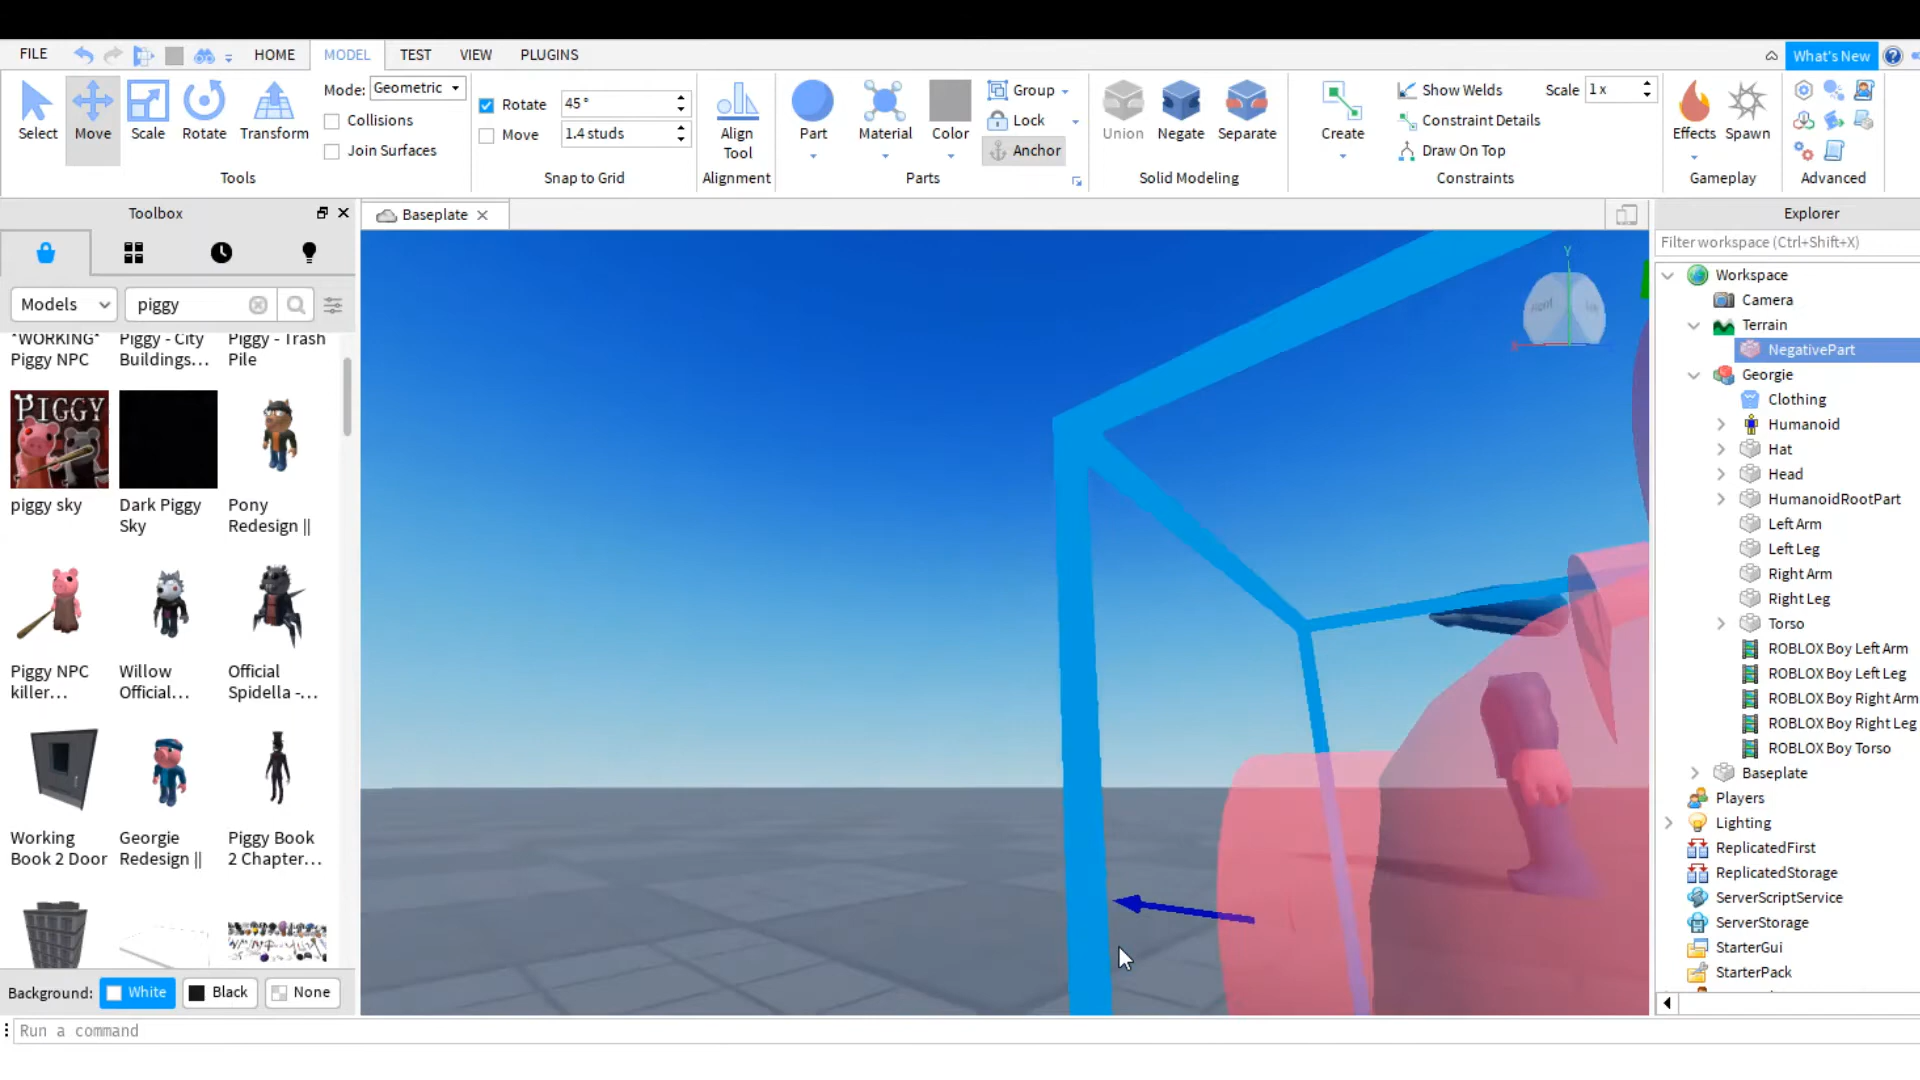 FILE
HOME
MODEL
TEST
VIEW
PLUGINS
What's New
Select
Move
Scale
Rotate
Transform
Mode: Geometric
Collisions
Join Surfaces
Tools
Rotate 45°
Move 1.4 studs
Snap to Grid
Align
Tool
Alignment
Part
Material
Color
Group
Lock
Anchor
Parts
Union
Negate
Separate
Solid Modeling
Create
Show Welds
Scale 1 x
Constraint Details
Draw On Top
Constraints
Effects
Spawn
Gameplay
Advanced
Toolbox
Models
piggy
*WORKING*
Piggy NPC
Piggy - City
Buildings...
Piggy - Trash
Pile
PIGGY
piggy sky
Dark Piggy
Sky
Pony
Redesign ||
Piggy NPC
killer...
Willow
Official...
Official
Spidella -...
Working
Book 2 Door
Georgie
Redesign ||
Piggy Book
2 Chapter...
Background: White Black None
Run a command
Baseplate
Y
Front
Explorer
Filter workspace (Ctrl+Shift+X)
Workspace
Camera
Terrain
NegativePart
Georgie
Clothing
Humanoid
Hat
Head
HumanoidRootPart
Left Arm
Left Leg
Right Arm
Right Leg
Torso
ROBLOX Boy Left Arm
ROBLOX Boy Left Leg
ROBLOX Boy Right Arm
ROBLOX Boy Right Leg
ROBLOX Boy Torso
Baseplate
Players
Lighting
ReplicatedFirst
ReplicatedStorage
ServerScriptService
ServerStorage
StarterGui
StarterPack